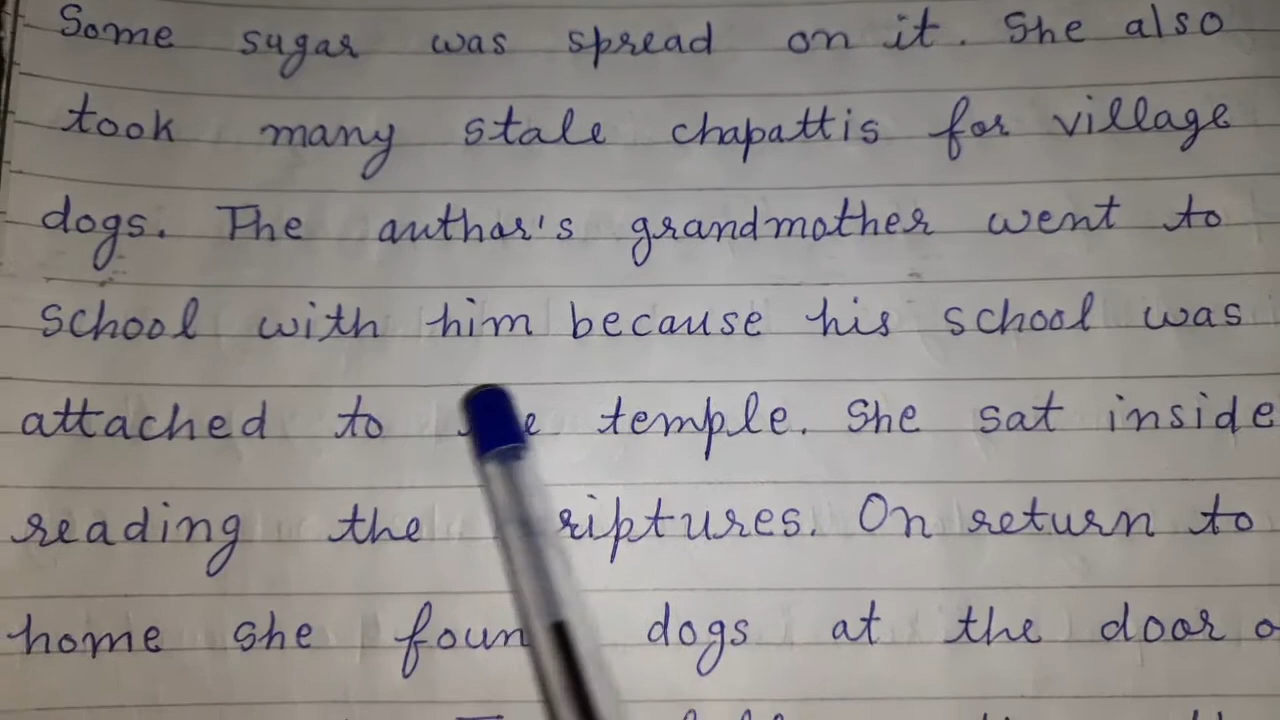 Some sugar was spread on it. She also
took many stale chapattis for village
dogs. The author's grandmother went to
school with him because his school was
attached to temple. She sat inside
reading the riptures. On return to
home she foun dogs at the door